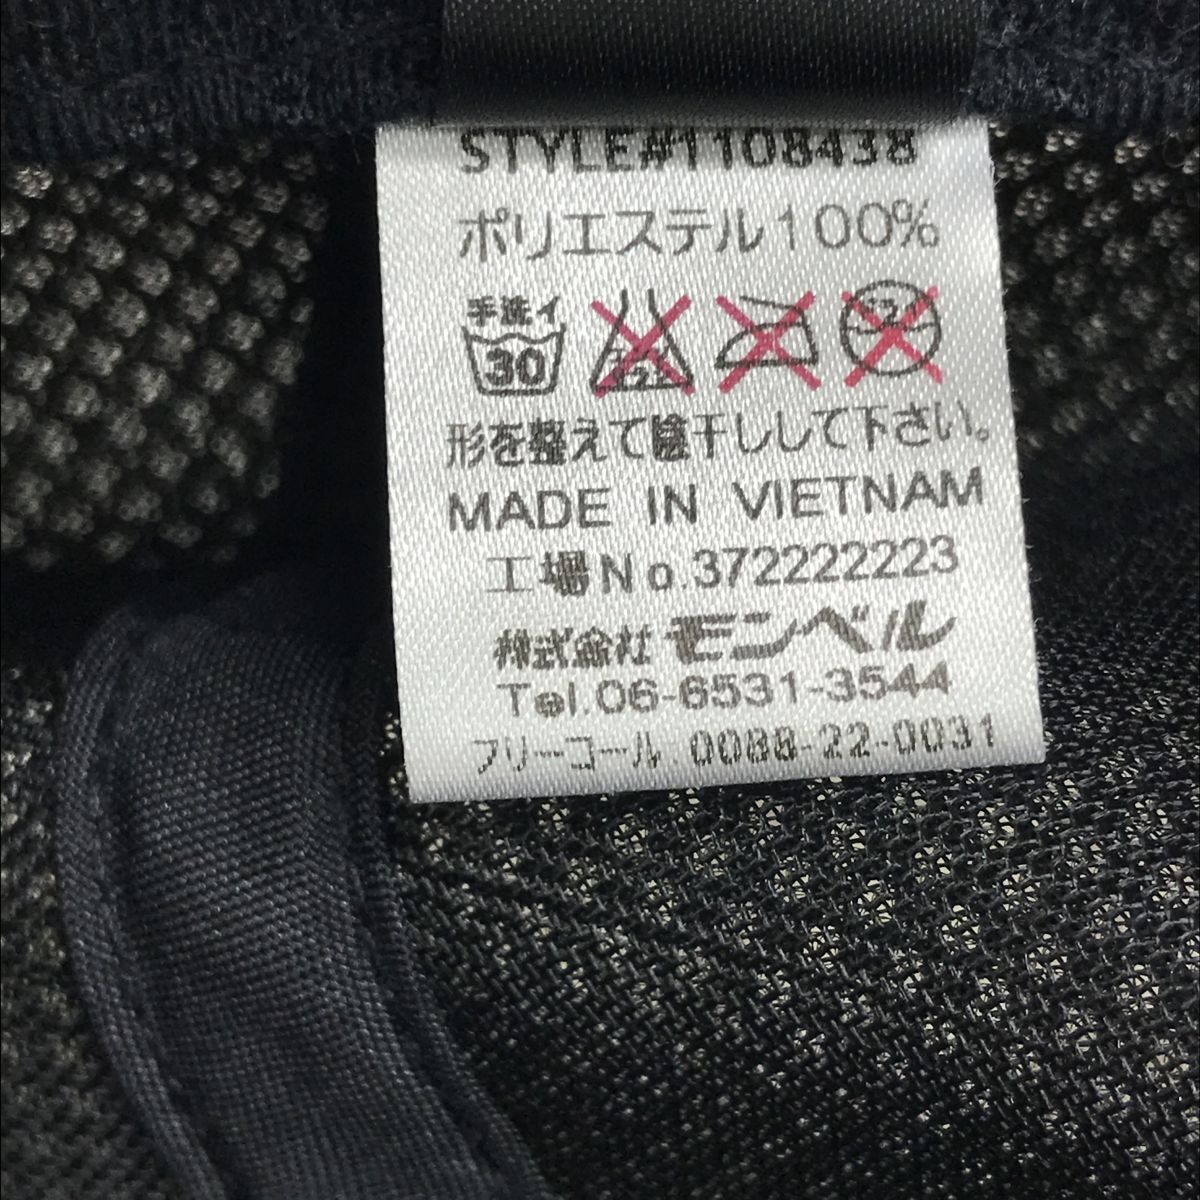 STYLE#1108438
ポリエステル100%
手洗イ
30
形を整えて陰干しして下さい。
MADE IN VIETNAM
工場No.372222223
株式会社モンベル
Tel.06-6531-3544
フリーコール.0088-22-0031